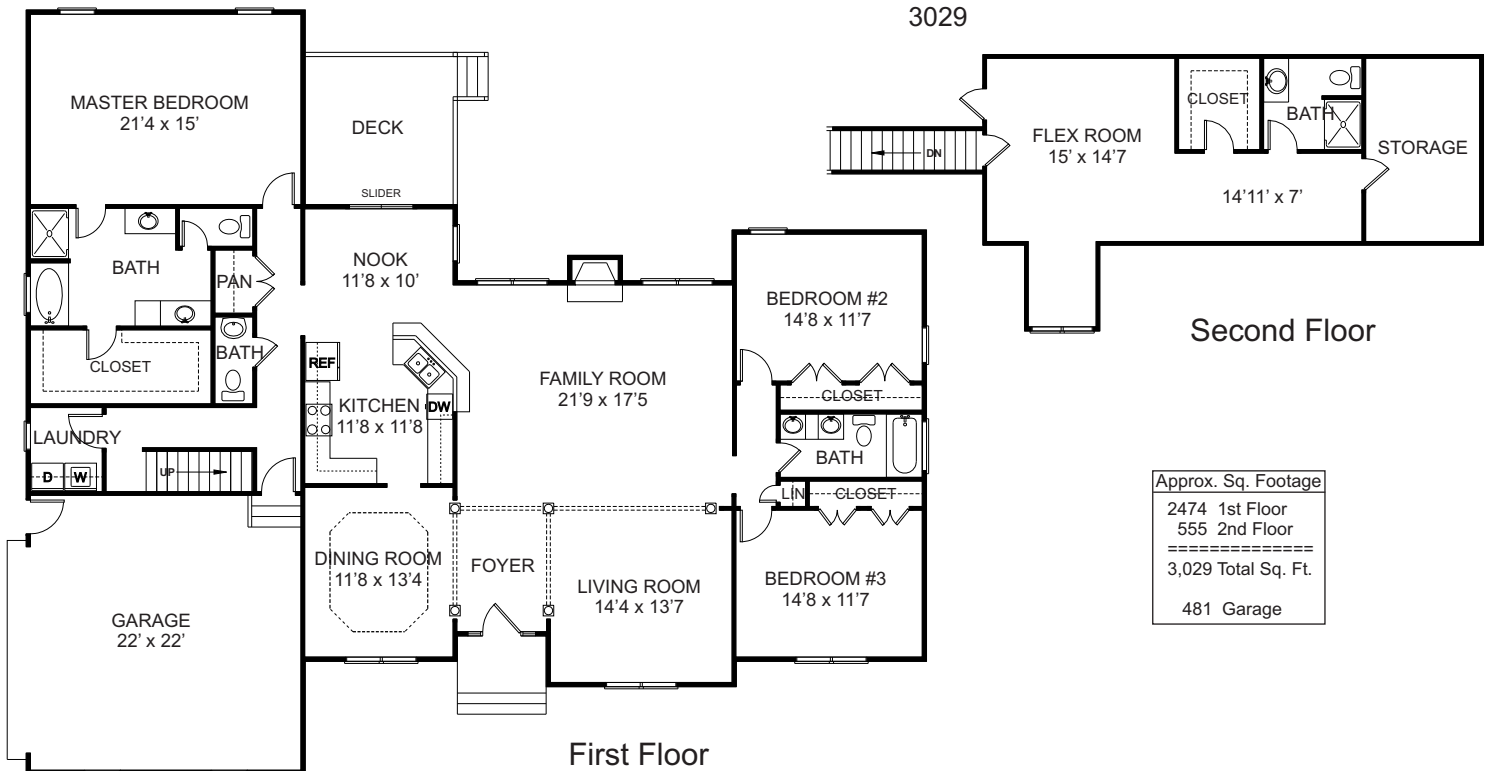 3029
MASTER BEDROOM
21'4 x 15'
DECK
SLIDER
BATH
PAN
NOOK
11'8 x 10'
CLOSET
BATH
REF
KITCHEN
11'8 x 11'8
DW
FAMILY ROOM
21'9 x 17'5
BEDROOM #2
14'8 x 11'7
CLOSET
BATH
LIN
CLOSET
LAUNDRY
D
W
UP
DINING ROOM
11'8 x 13'4
FOYER
LIVING ROOM
14'4 x 13'7
BEDROOM #3
14'8 x 11'7
GARAGE
22' x 22'
First Floor
DN
FLEX ROOM
15' x 14'7
CLOSET
BATH
STORAGE
14'11' x 7'
Second Floor
Approx. Sq. Footage
2474 1st Floor
555 2nd Floor
==============
3,029 Total Sq. Ft.
481 Garage